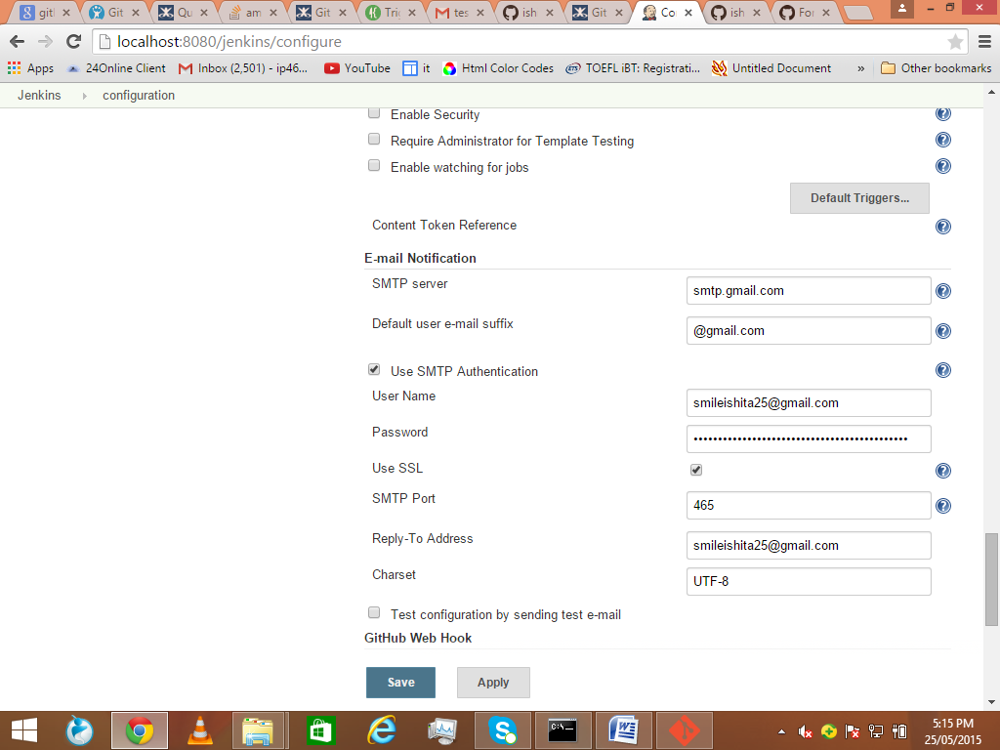 git
Git
Qu
am
Git
Tri
tes
ish
Git
Co
ish
For
localhost:8080/jenkins/configure
Apps
24Online Client
Inbox (2,501) - ip46...
YouTube
it
Html Color Codes
TOEFL iBT: Registrati...
Untitled Document
»
Other bookmarks
Jenkins
configuration
Enable Security
Require Administrator for Template Testing
Enable watching for jobs
Default Triggers...
Content Token Reference
E-mail Notification
SMTP server
smtp.gmail.com
Default user e-mail suffix
@gmail.com
Use SMTP Authentication
User Name
smileishita25@gmail.com
Password
Use SSL
SMTP Port
465
Reply-To Address
smileishita25@gmail.com
Charset
UTF-8
Test configuration by sending test e-mail
GitHub Web Hook
Save
Apply
5:15 PM
25/05/2015